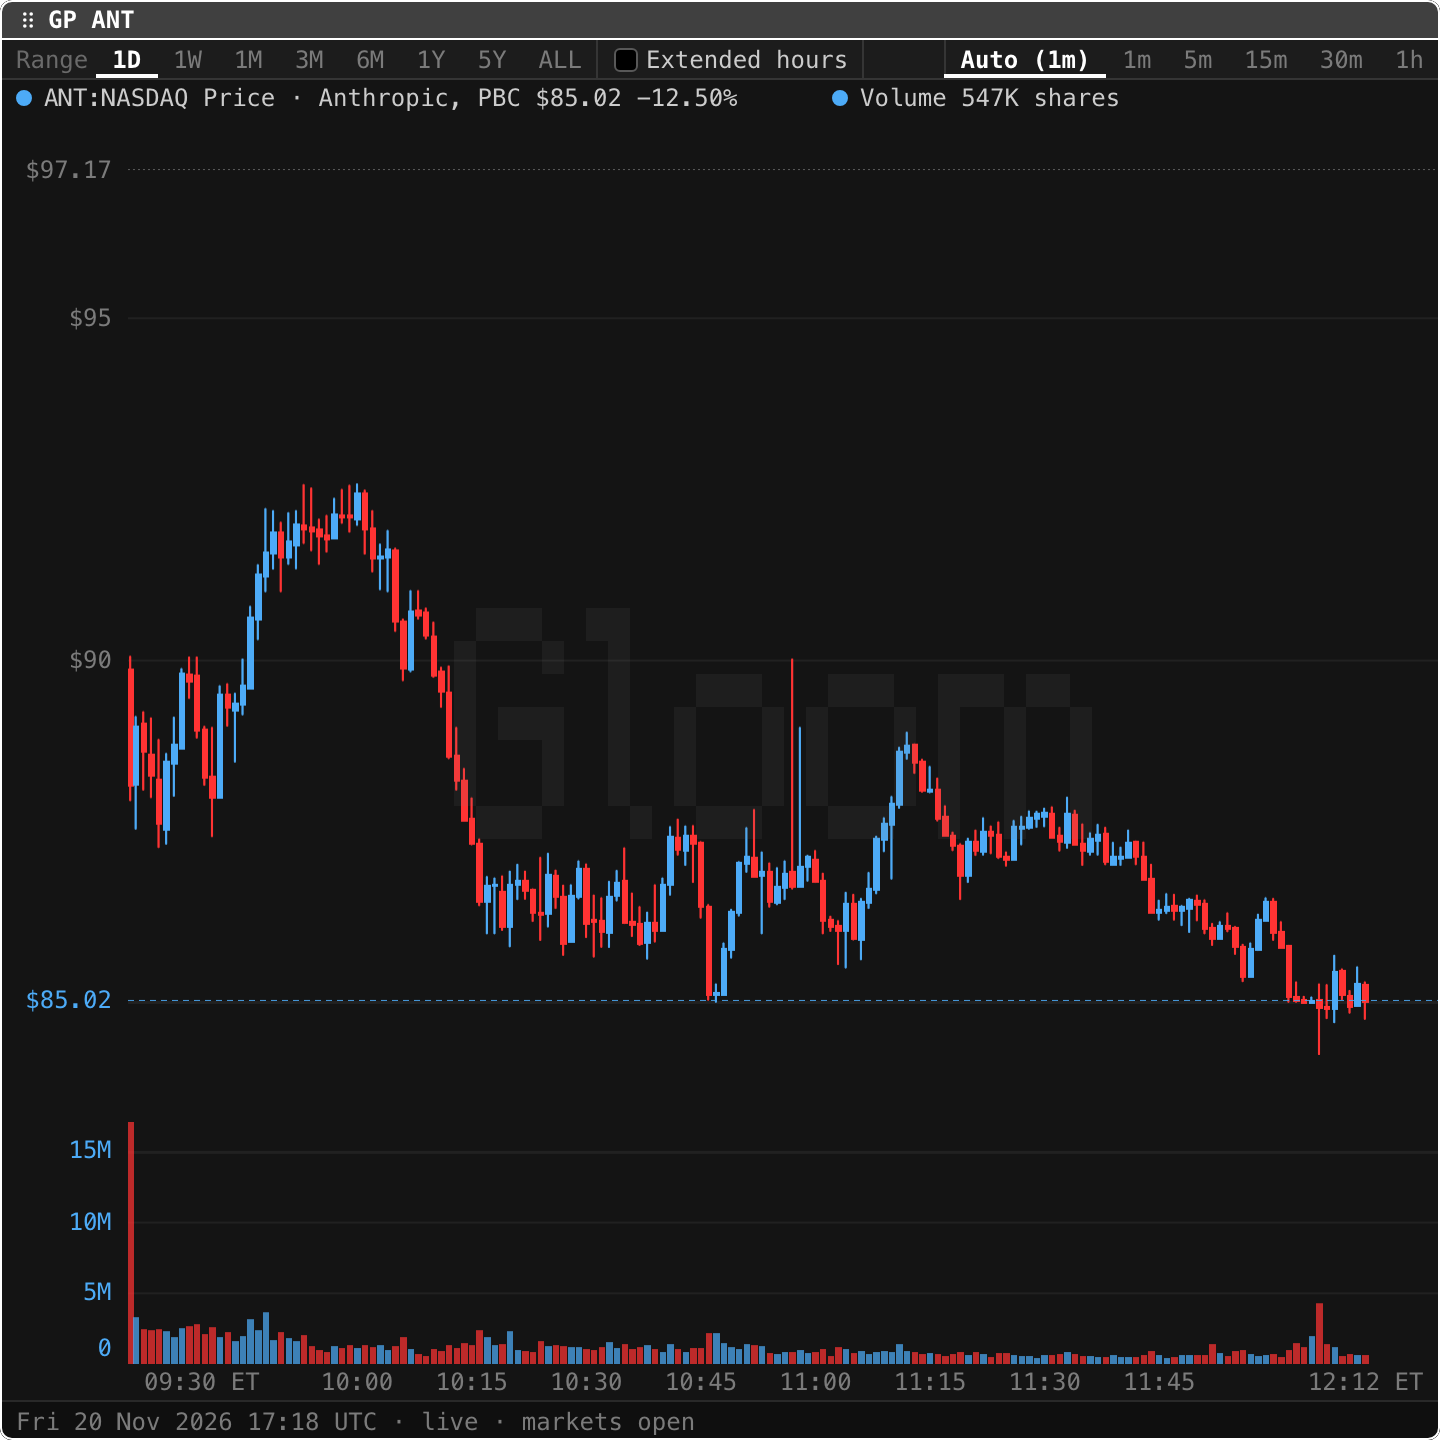 GP ANT
Range 1D 1W 1M 3M 6M 1Y 5Y ALL Extended hours Auto (1m) 1m 5m 15m 30m 1h
ANT:NASDAQ Price · Anthropic, PBC $85.02 −12.50% Volume 547K shares
$97.17
$95
$90
$85.02
Gloom
15M
10M
5M
0
09:30 ET 10:00 10:15 10:30 10:45 11:00 11:15 11:30 11:45 12:12 ET
Fri 20 Nov 2026 17:18 UTC · live · markets open